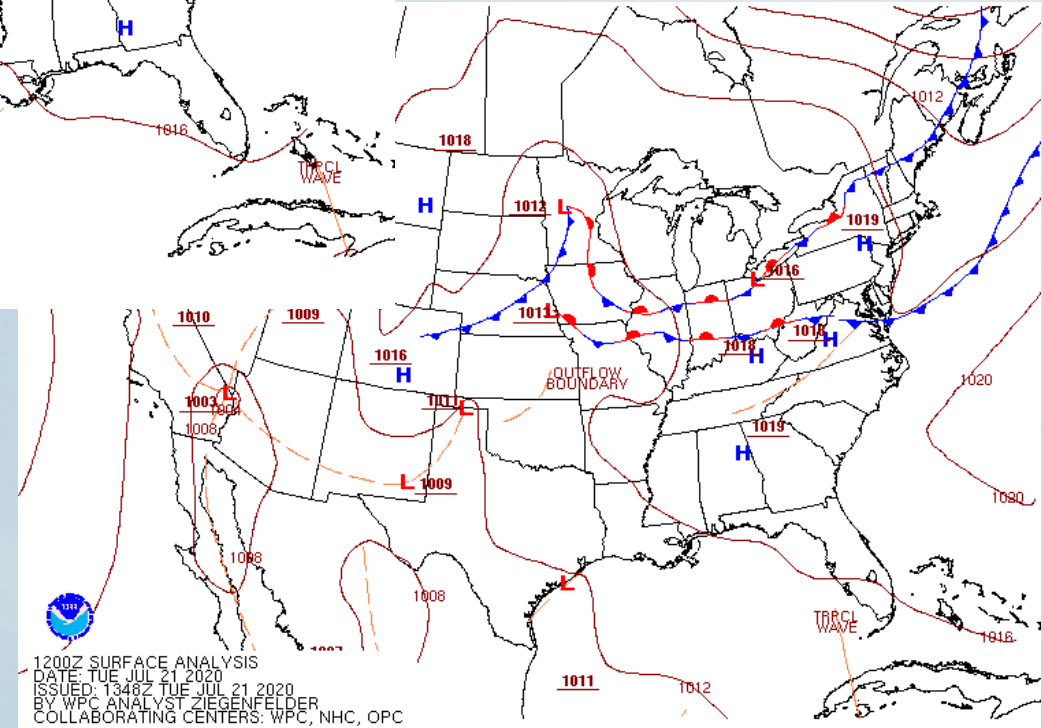 H
1016
TRPCL
WAVE
1012
1018
H
1012
L
1019
H
1016
L
1010
1009
1013
L
1016
H
1018
H
1018
H
OUTFLOW
BOUNDARY
1020
1003
L
1004
1008
1011
L
1019
H
L
1009
1020
1008
1008
L
TRPCL
WAVE
1016
1011
1012
1200Z SURFACE ANALYSIS
DATE: TUE JUL 21 2020
ISSUED: 1348Z TUE JUL 21 2020
BY WPC ANALYST ZIEGENFELDER
COLLABORATING CENTERS: WPC, NHC, OPC